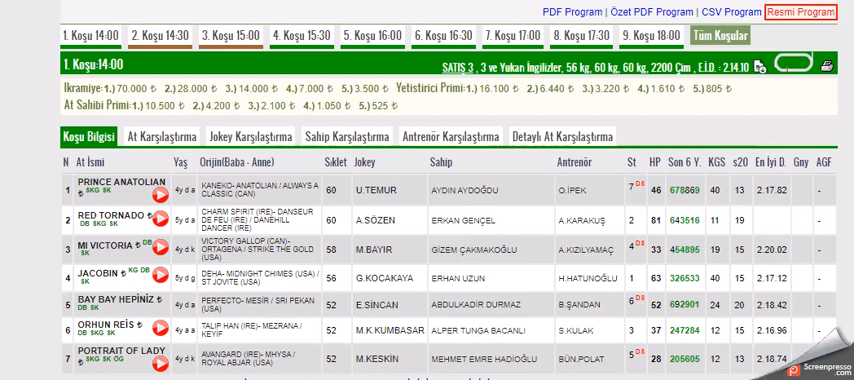 PDF Program | Özet PDF Program | CSV Program | Resmi Program
1. Koşu 14:00 2. Koşu 14:30 3. Koşu 15:00 4. Koşu 15:30 5. Koşu 16:00 6. Koşu 16:30 7. Koşu 17:00 8. Koşu 17:30 9. Koşu 18:00 Tüm Koşular
1. Koşu:14:00 SATIŞ 3 , 3 ve Yukarı İngilizler, 56 kg, 60 kg, 60 kg, 2200 Çim , E.İ.D. : 2.14.10
Ikramiye: 1.) 70.000 ₺ 2.) 28.000 ₺ 3.) 14.000 ₺ 4.) 7.000 ₺ 5.) 3.500 ₺ Yetistirici Primi: 1.) 16.100 ₺ 2.) 6.440 ₺ 3.) 3.220 ₺ 4.) 1.610 ₺ 5.) 805 ₺
At Sahibi Primi: 1.) 10.500 ₺ 2.) 4.200 ₺ 3.) 2.100 ₺ 4.) 1.050 ₺ 5.) 525 ₺
Koşu Bilgisi At Karşılaştırma Jokey Karşılaştırma Sahip Karşılaştırma Antrenör Karşılaştırma Detaylı At Karşılaştırma
N At İsmi Yaş Orijin(Baba - Anne) Sıklet Jokey Sahip Antrenör St HP Son 6 Y. KGS s20 En İyi D. Gny AGF
1 PRINCE ANATOLIAN ₺ SKG SK 4y d a KANEKO- ANATOLIAN / ALWAYS A CLASSIC (CAN) 60 U.TEMUR AYDIN AYDOĞDU O.İPEK 7 DS 46 678869 40 13 2.17.82 -
2 RED TORNADO ₺ DB SKG SK 5y d a CHARM SPIRIT (IRE)- DANSEUR DE FEU (IRE) / DANEHILL DANCER (IRE) 60 A.SÖZEN ERKAN GENÇEL A.KARAKUŞ 2 81 643516 11 19 -
3 MI VICTORIA ₺ DB SK 4y d k VICTORY GALLOP (CAN)- ORTAGENA / STRIKE THE GOLD (USA) 58 M.BAYIR GİZEM ÇAKMAKOĞLU A.KIZILYAMAÇ 4 DS 33 454895 19 15 2.20.02 -
4 JACOBIN ₺ KG DB SK 5y d g DEHA- MIDNIGHT CHIMES (USA) / ST JOVITE (USA) 56 G.KOCAKAYA ERHAN UZUN H.HATUNOĞLU 1 63 326533 40 15 2.17.12 -
5 BAY BAY HEPİNİZ ₺ DB SKG SK 4y d a PERFECTO- MESİR / SRI PEKAN (USA) 52 E.SİNCAN ABDULKADİR DURMAZ B.ŞANDAN 6 DS 52 692901 24 20 2.18.42 -
6 ORHUN REİS ₺ DB SKG SK 4y a a TALIP HAN (IRE)- MEZRANA / KEYİF 52 M.K.KUMBASAR ALPER TUNGA BACANLI S.KULAK 3 37 247284 12 15 2.16.96 -
7 PORTRAIT OF LADY ₺ SKG SK ÖG 4y d k AVANGARD (IRE)- MHYSA / ROYAL ABJAR (USA) 52 M.KESKİN MEHMET EMRE HADİOĞLU BÜN.POLAT 5 DS 28 205605 12 13 2.18.74 -
Screenpresso.com